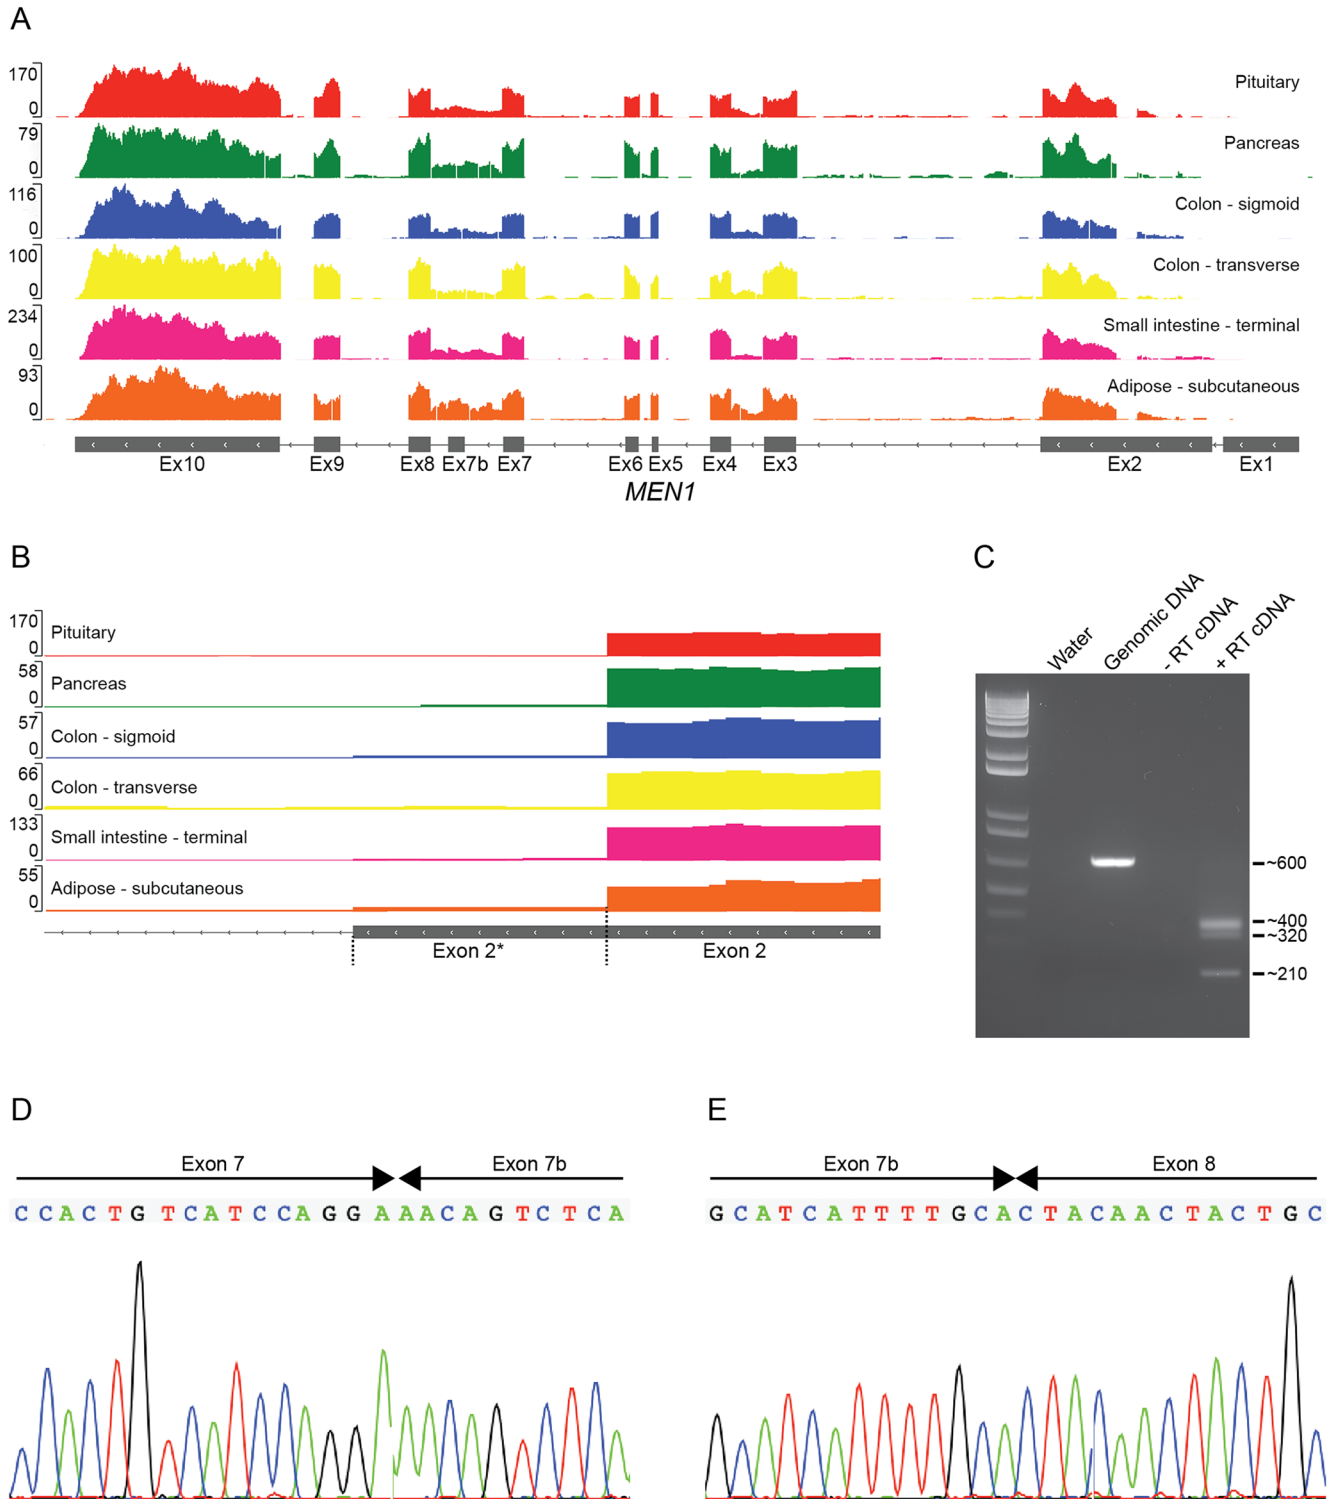 A
170
0
Pituitary
79
0
Pancreas
116
0
Colon - sigmoid
100
0
Colon - transverse
234
0
Small intestine - terminal
93
0
Adipose - subcutaneous
Ex10 Ex9 Ex8 Ex7b Ex7 Ex6 Ex5 Ex4 Ex3 Ex2 Ex1
MEN1
B
170
0
Pituitary
58
0
Pancreas
57
0
Colon - sigmoid
66
0
Colon - transverse
133
0
Small intestine - terminal
55
0
Adipose - subcutaneous
Exon 2* Exon 2
C
Water
Genomic DNA
- RT cDNA
+ RT cDNA
~600
~400
~320
~210
D
Exon 7 Exon 7b
C C A C T G T C A T C C A G G A A A C A G T C T C A
E
Exon 7b Exon 8
G C A T C A T T T T G C A C T A C A A C T A C T G C